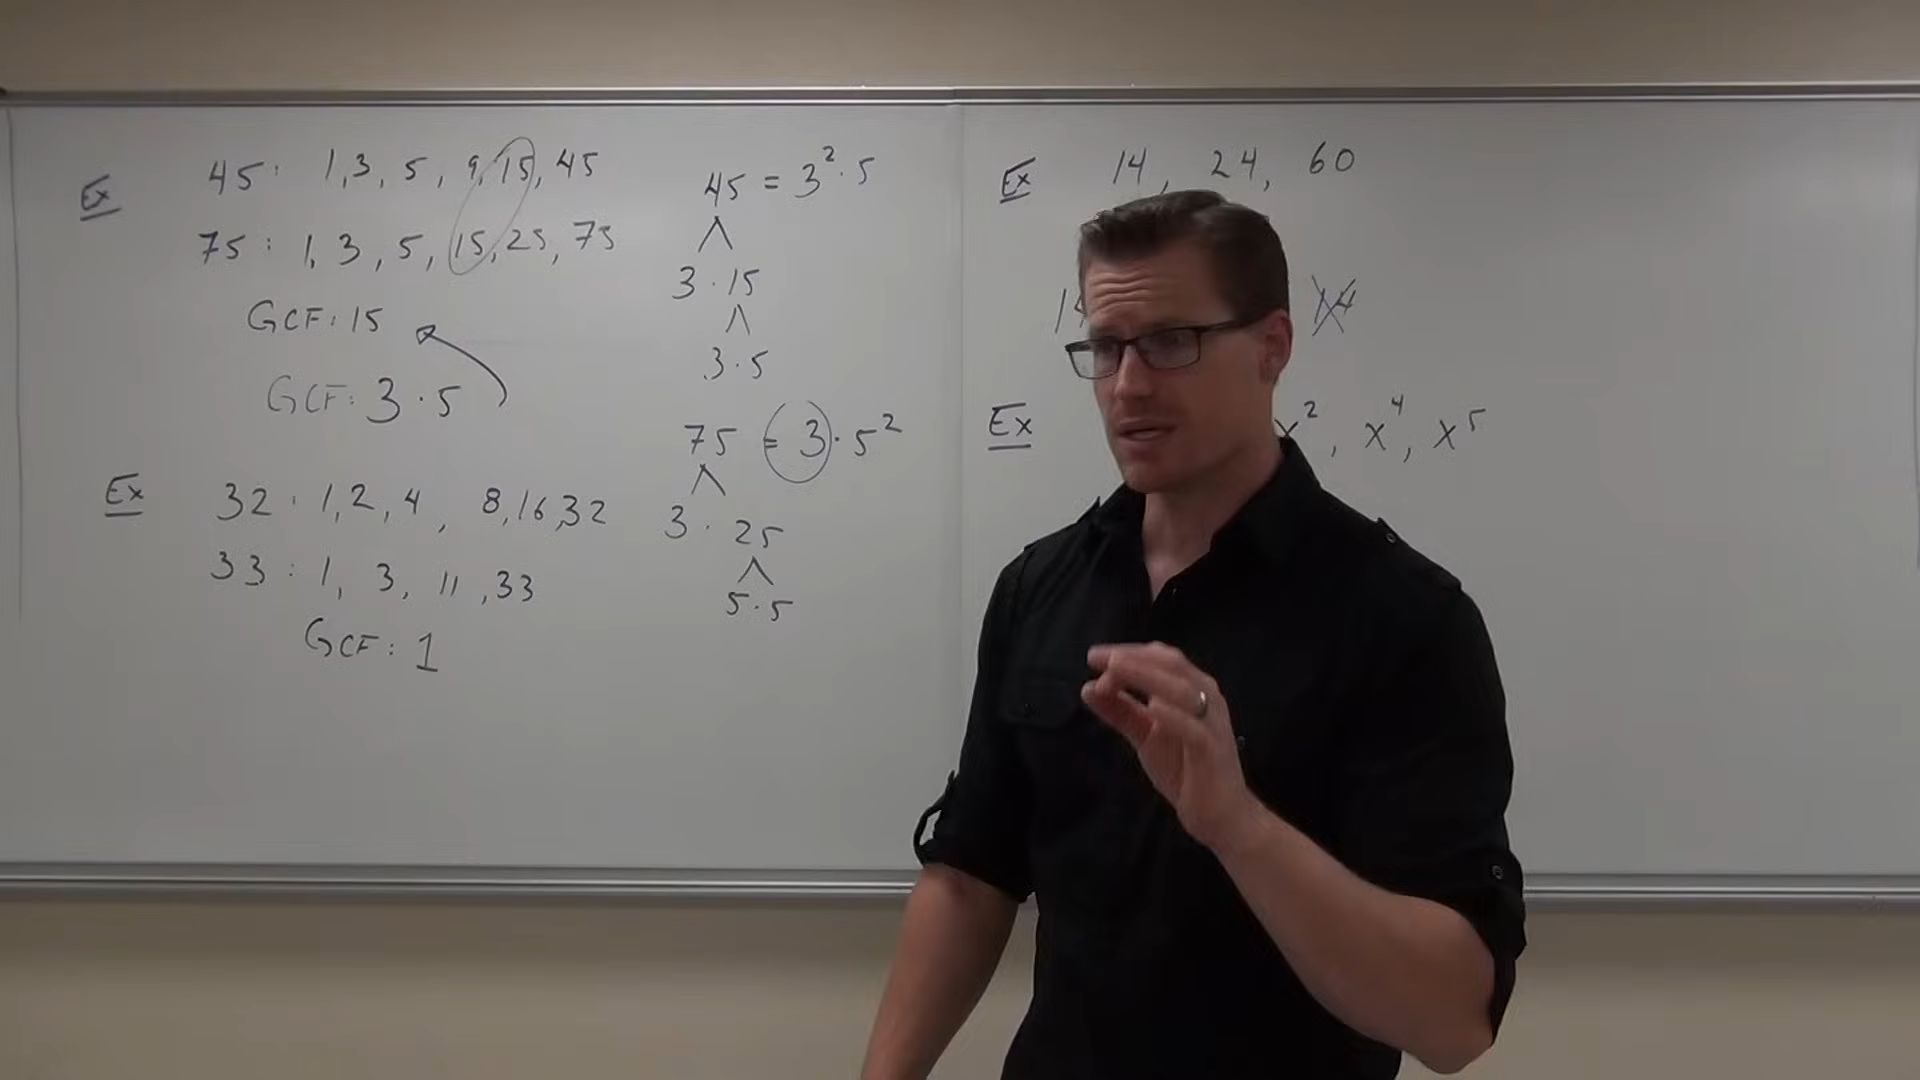 Ex 45: 1, 3, 5, 9, 15, 45
75: 1, 3, 5, 15, 25, 75
GCF: 15
GCF: 3 · 5
Ex 32: 1, 2, 4, 8, 16, 32
33: 1, 3, 11, 33
GCF: 1
45 = 3² · 5
3 · 15
3 · 5
75 = 3 · 5²
3 · 25
5 · 5
Ex 14, 24, 60
14
Ex x², x⁴, x⁵